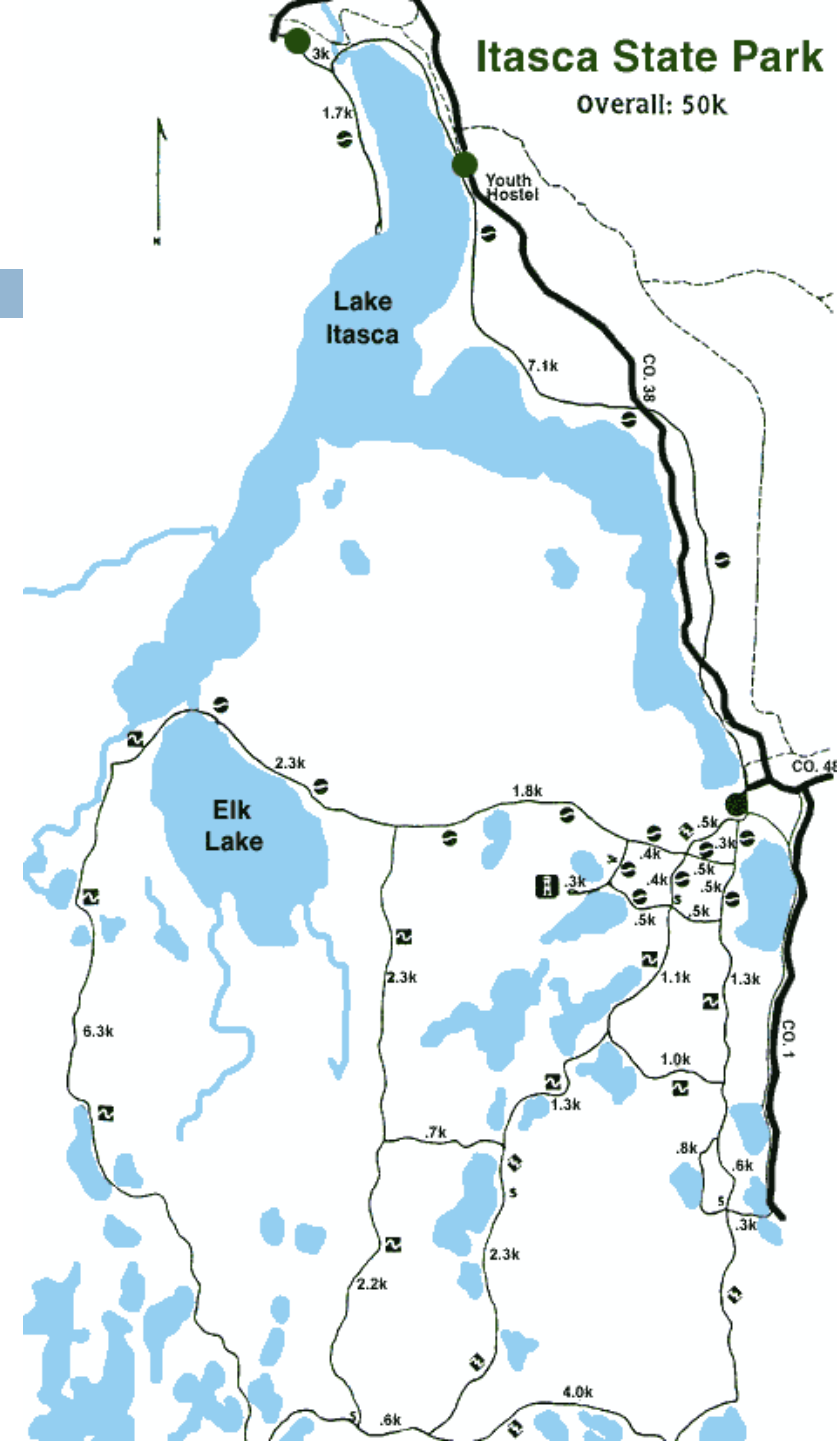 Itasca State Park
Overall: 50k
3k
1.7k
N
Youth
Hostel
Lake
Itasca
7.1k
CO. 38
2.3k
CO. 48
1.8k
Elk
Lake
.5k
.3k
.4k
.5k
.3k
.4k
.5k
S
.5k
.5k
2.3k
1.1k
1.3k
6.3k
CO. 1
1.0k
1.3k
.7k
.8k
.6k
S
S
.3k
2.3k
2.2k
4.0k
S
.6k